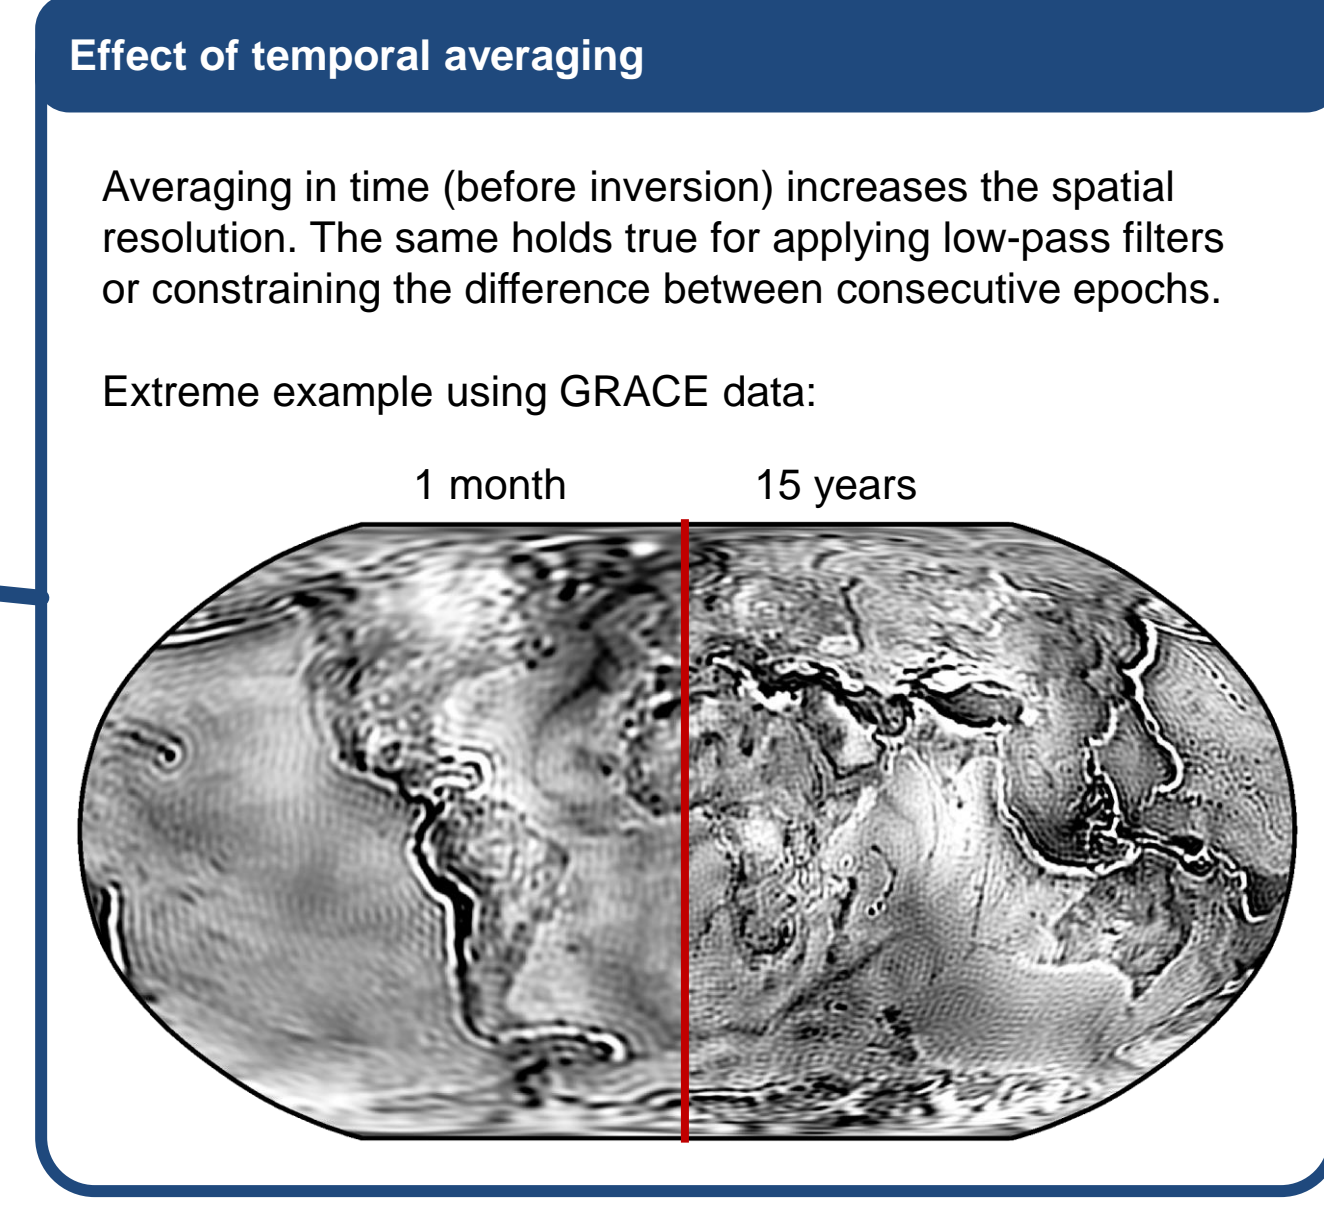 Effect of temporal averaging
Averaging in time (before inversion) increases the spatial
resolution. The same holds true for applying low-pass filters
or constraining the difference between consecutive epochs.
Extreme example using GRACE data:
1 month
15 years